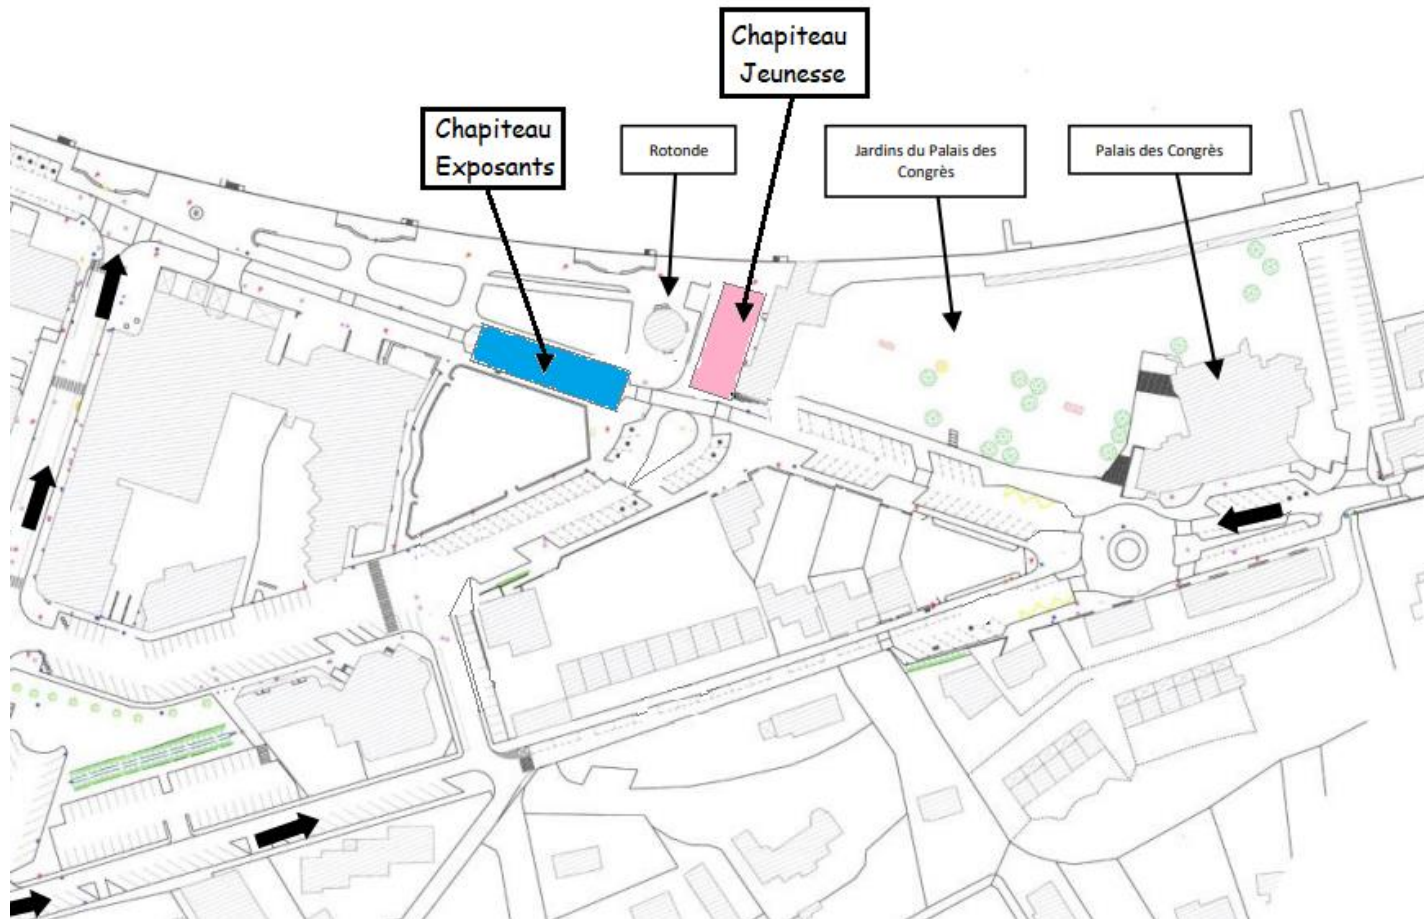 Chapiteau
Jeunesse
Chapiteau
Exposants
Rotonde
Jardins du Palais des
Congrès
Palais des Congrès